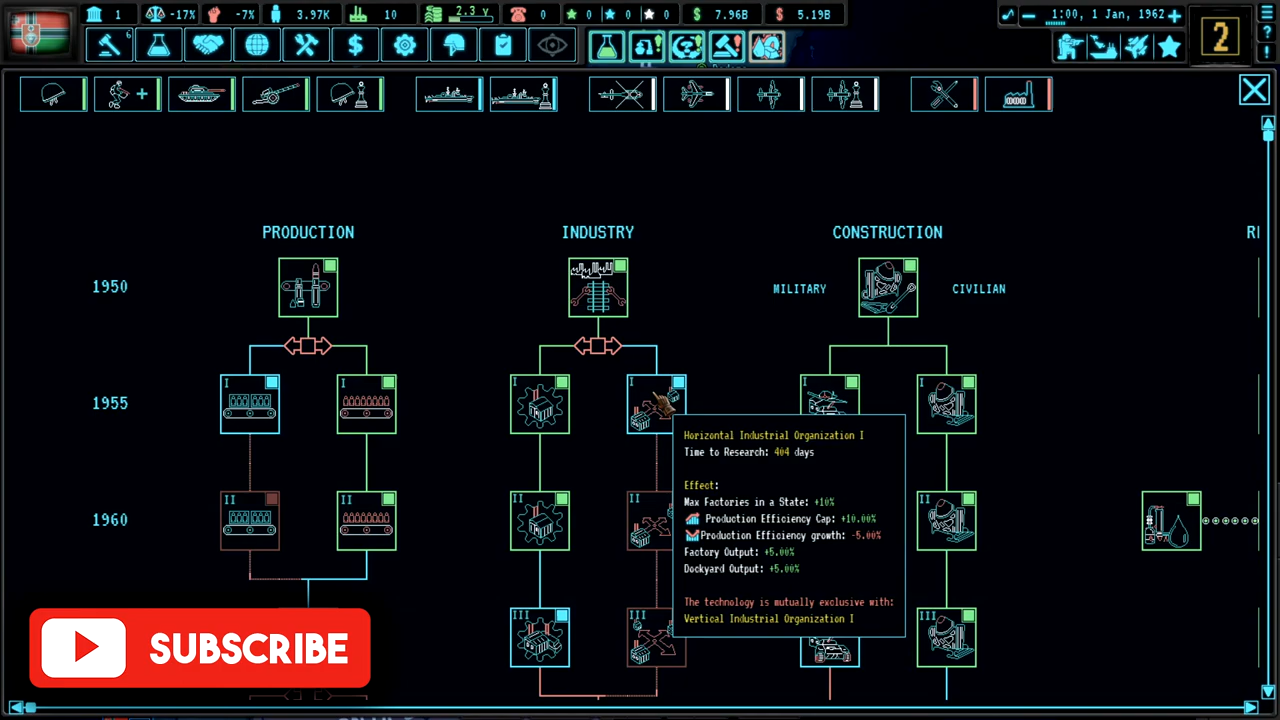 1 -17% -7% 3.97K 10 2.3 y 0 0 0 0 $ 7.96B $ 5.19B 1:00, 1 Jan, 1962 2
6
PRODUCTION INDUSTRY CONSTRUCTION
1950
MILITARY CIVILIAN
1955
I I I I I I
Horizontal Industrial Organization I
Time to Research: 404 days
Effect:
Max Factories in a State: +10%
Production Efficiency Cap: +10.00%
Production Efficiency growth: -5.00%
Factory Output: +5.00%
Dockyard Output: +5.00%
The technology is mutually exclusive with:
Vertical Industrial Organization I
1960
II II II II II
III III III
SUBSCRIBE